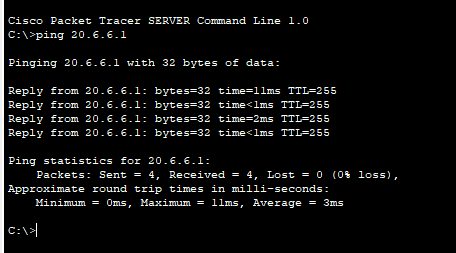 Cisco Packet Tracer SERVER Command Line 1.0
C:\>ping 20.6.6.1
Pinging 20.6.6.1 with 32 bytes of data:
Reply from 20.6.6.1: bytes=32 time=11ms TTL=255
Reply from 20.6.6.1: bytes=32 time<1ms TTL=255
Reply from 20.6.6.1: bytes=32 time=2ms TTL=255
Reply from 20.6.6.1: bytes=32 time<1ms TTL=255
Ping statistics for 20.6.6.1:
Packets: Sent = 4, Received = 4, Lost = 0 (0% loss),
Approximate round trip times in milli-seconds:
Minimum = 0ms, Maximum = 11ms, Average = 3ms
C:\>